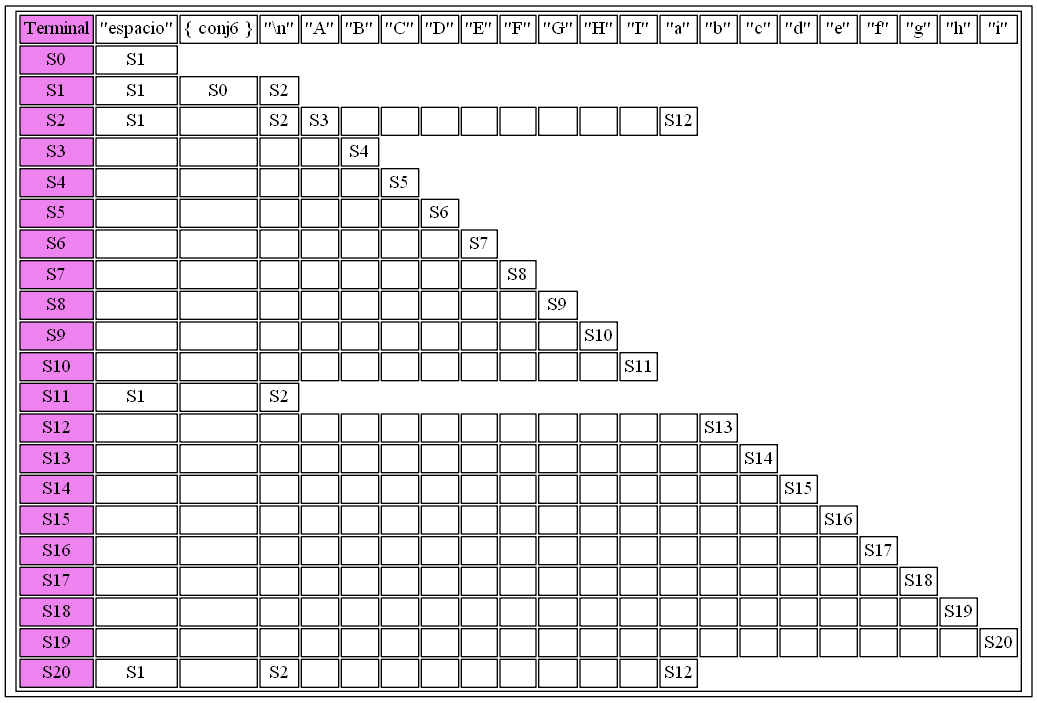 Terminal "espacio" { conj6 } "\n" "A" "B" "C" "D" "E" "F" "G" "H" "I" "a" "b" "c" "d" "e" "f" "g" "h" "i"
S0 S1
S1 S1 S0 S2
S2 S1 S2 S3 S12
S3 S4
S4 S5
S5 S6
S6 S7
S7 S8
S8 S9
S9 S10
S10 S11
S11 S1 S2
S12 S13
S13 S14
S14 S15
S15 S16
S16 S17
S17 S18
S18 S19
S19 S20
S20 S1 S2 S12